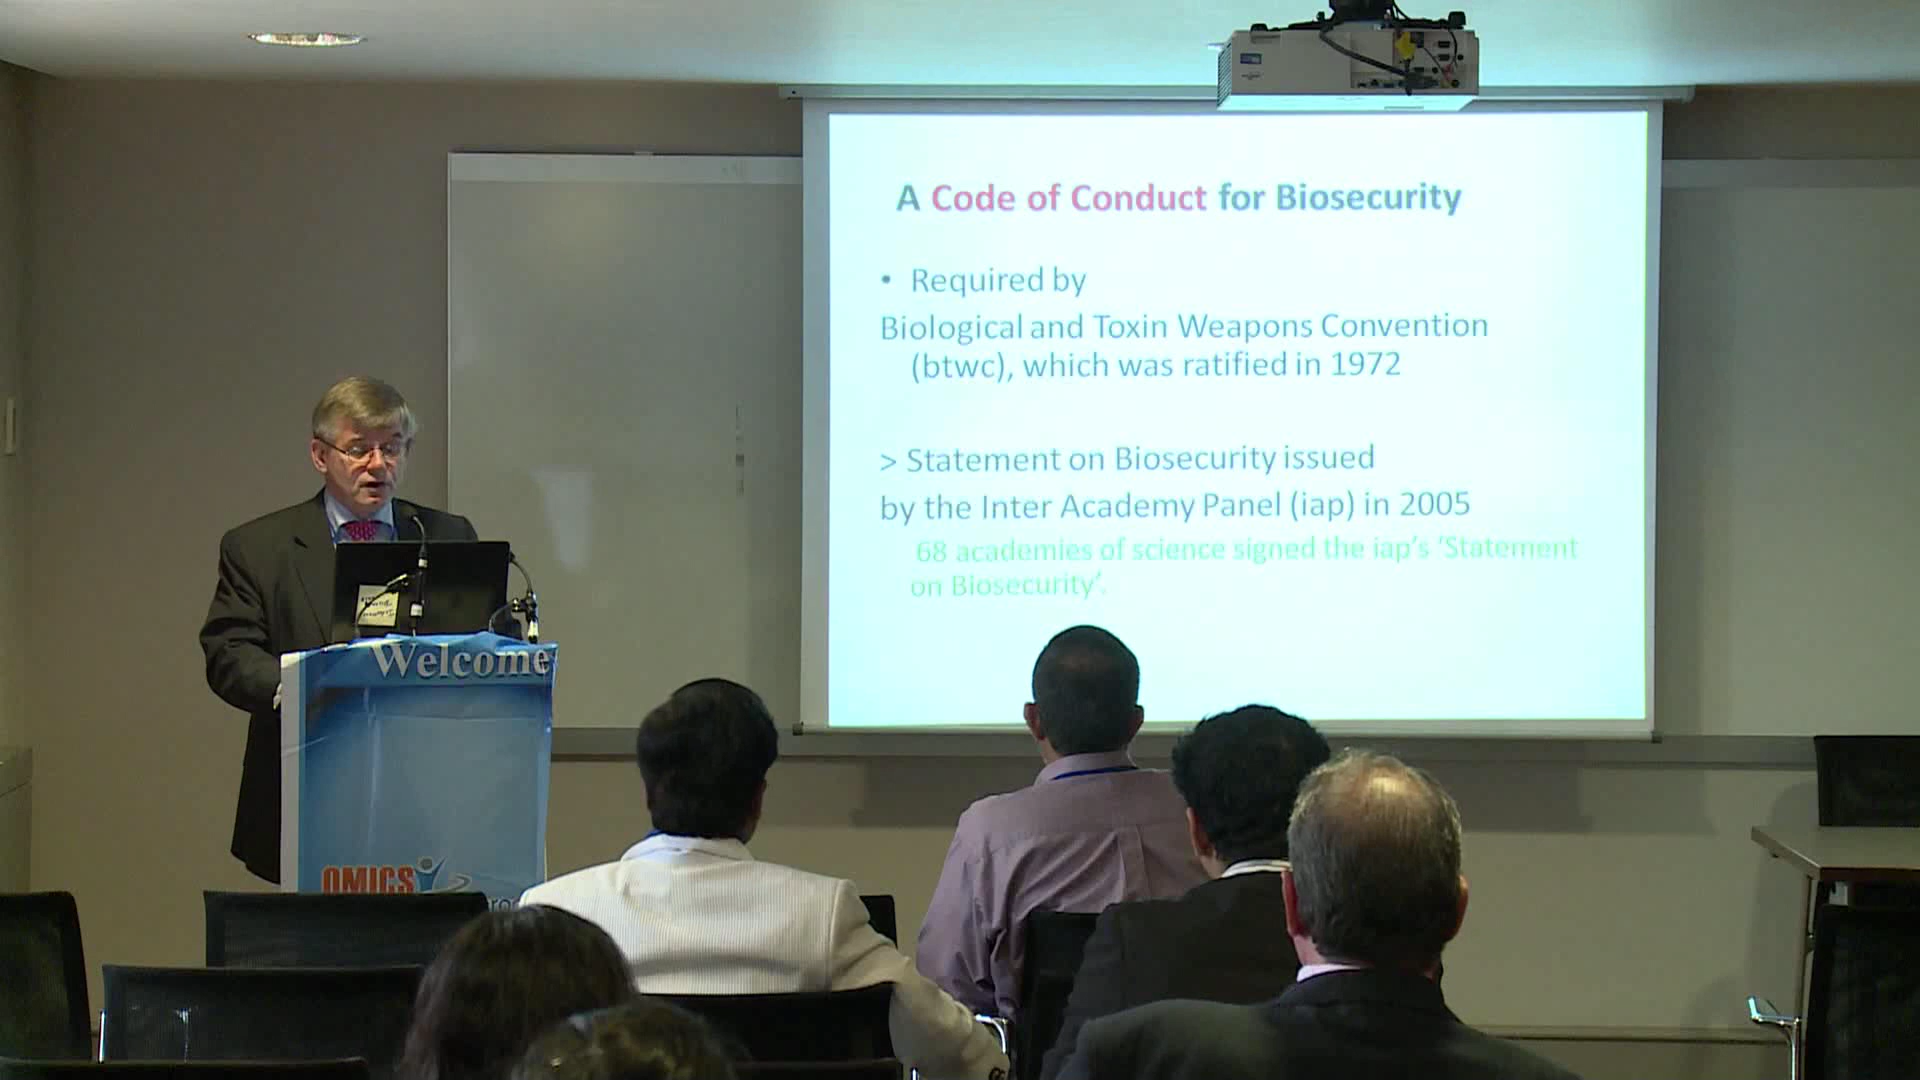 A Code of Conduct for Biosecurity
• Required by
Biological and Toxin Weapons Convention
(btwc), which was ratified in 1972
> Statement on Biosecurity issued
by the Inter Academy Panel (iap) in 2005
68 academies of science signed the iap's 'Statement
on Biosecurity'.
Welcome
OMICS